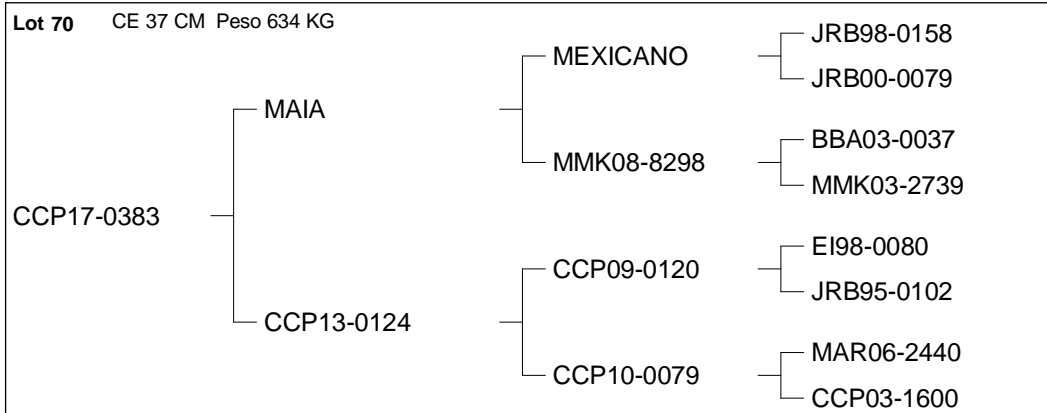 Lot 70 CE 37 CM Peso 634 KG
JRB98-0158
MEXICANO
JRB00-0079
MAIA
BBA03-0037
MMK08-8298
MMK03-2739
CCP17-0383
EI98-0080
CCP09-0120
JRB95-0102
CCP13-0124
MAR06-2440
CCP10-0079
CCP03-1600